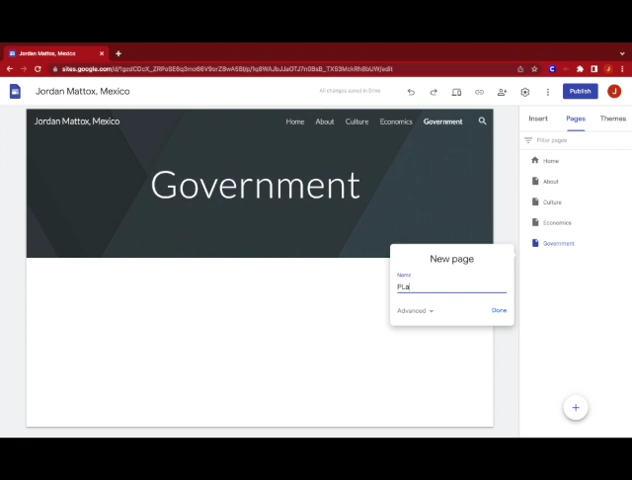 Jordan Mattox, Mexico
Jordan Mattox, Mexico
All changes saved in Drive
Publish
J
Jordan Mattox, Mexico
Home About Culture Economics Government
Government
Insert Pages Themes
Filter pages
Home
About
Culture
Economics
Government
New page
Name
PLa
Advanced
Done